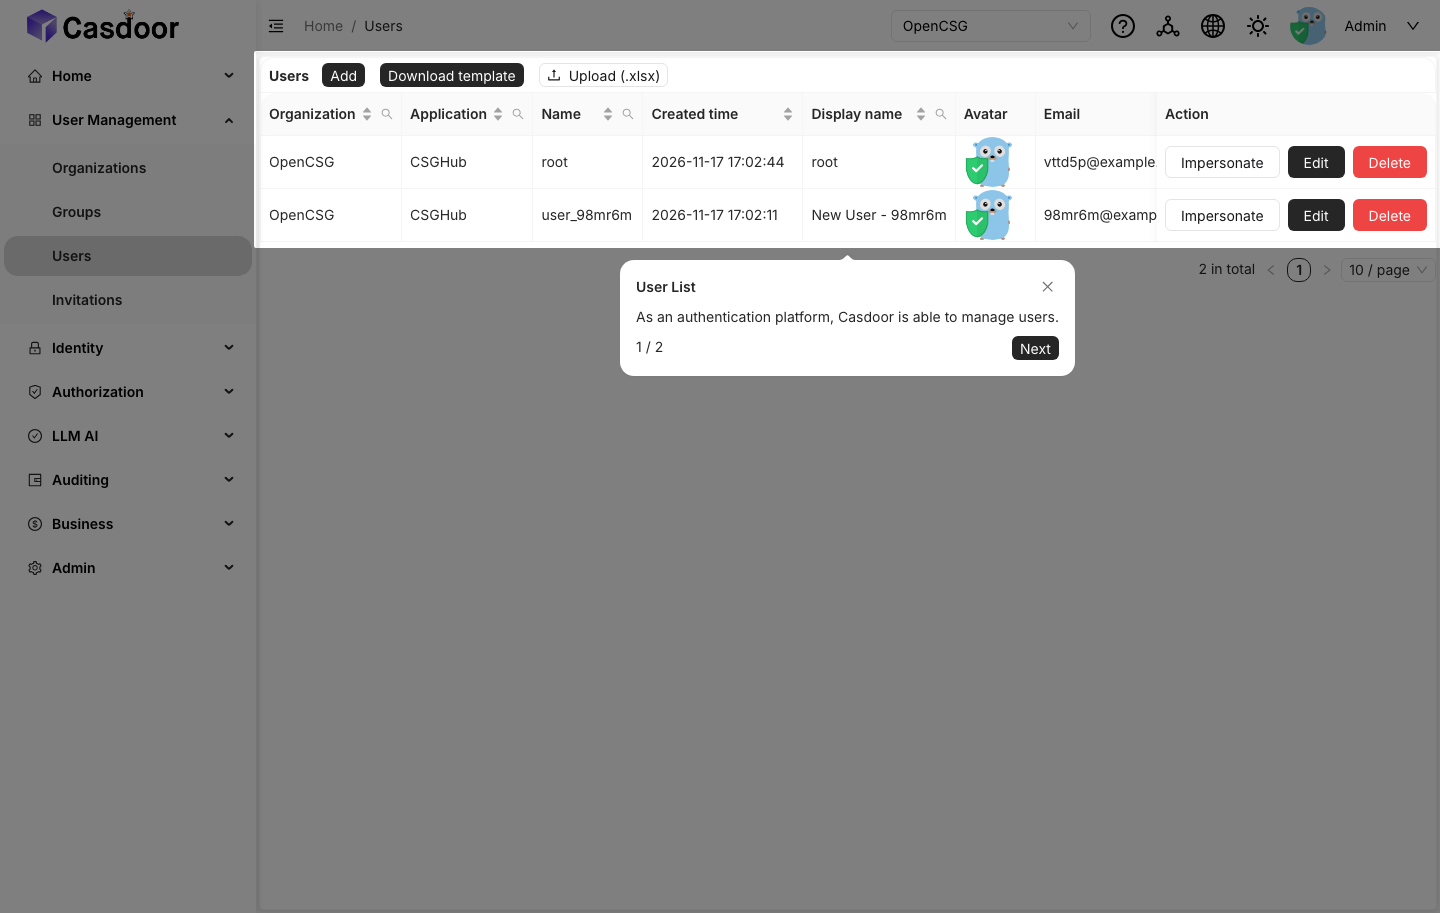 Casdoor
Home / Users
OpenCSG
Admin
Home
User Management
Organizations
Groups
Users
Invitations
Identity
Authorization
LLM AI
Auditing
Business
Admin
Users Add Download template Upload (.xlsx)
Organization Application Name Created time Display name Avatar Email Action
OpenCSG CSGHub root 2026-11-17 17:02:44 root vttd5p@example. Impersonate Edit Delete
OpenCSG CSGHub user_98mr6m 2026-11-17 17:02:11 New User - 98mr6m 98mr6m@examp Impersonate Edit Delete
2 in total 1 10 / page
User List
As an authentication platform, Casdoor is able to manage users.
1 / 2 Next